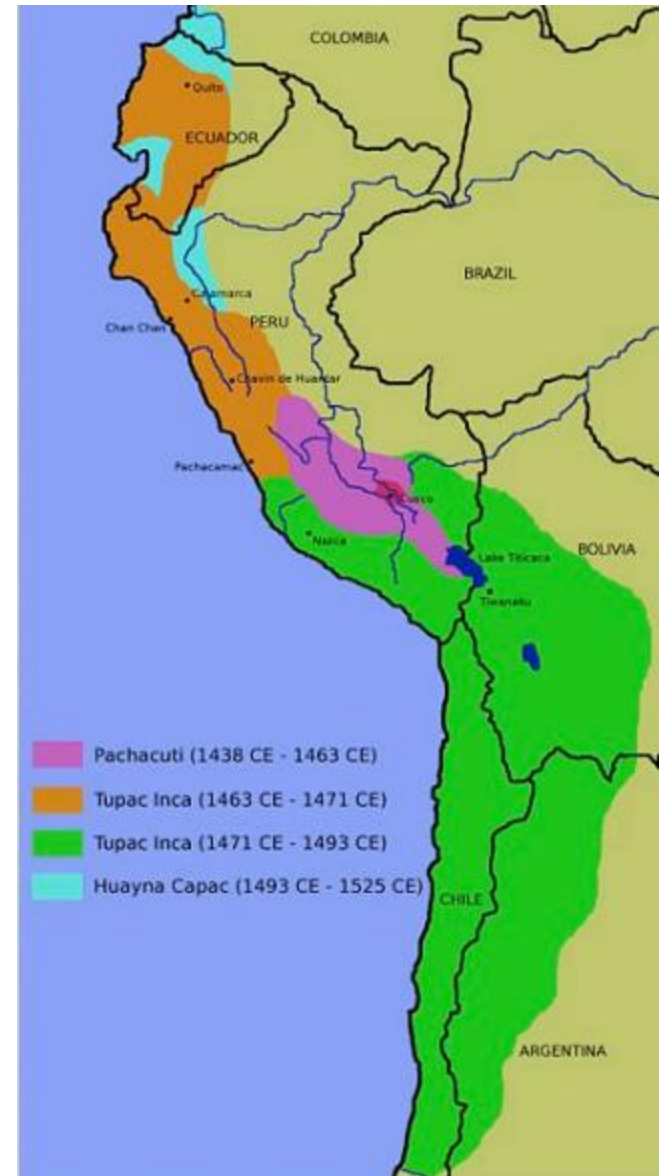 COLOMBIA
Quito
ECUADOR
BRAZIL
Cajamarca
PERU
Chan Chan
Chavin de Huantar
Pachacamac
Cusco
Nazca
BOLIVIA
Lake Titicaca
Tiwanaku
Pachacuti (1438 CE - 1463 CE)
Tupac Inca (1463 CE - 1471 CE)
Tupac Inca (1471 CE - 1493 CE)
Huayna Capac (1493 CE - 1525 CE)
CHILE
ARGENTINA